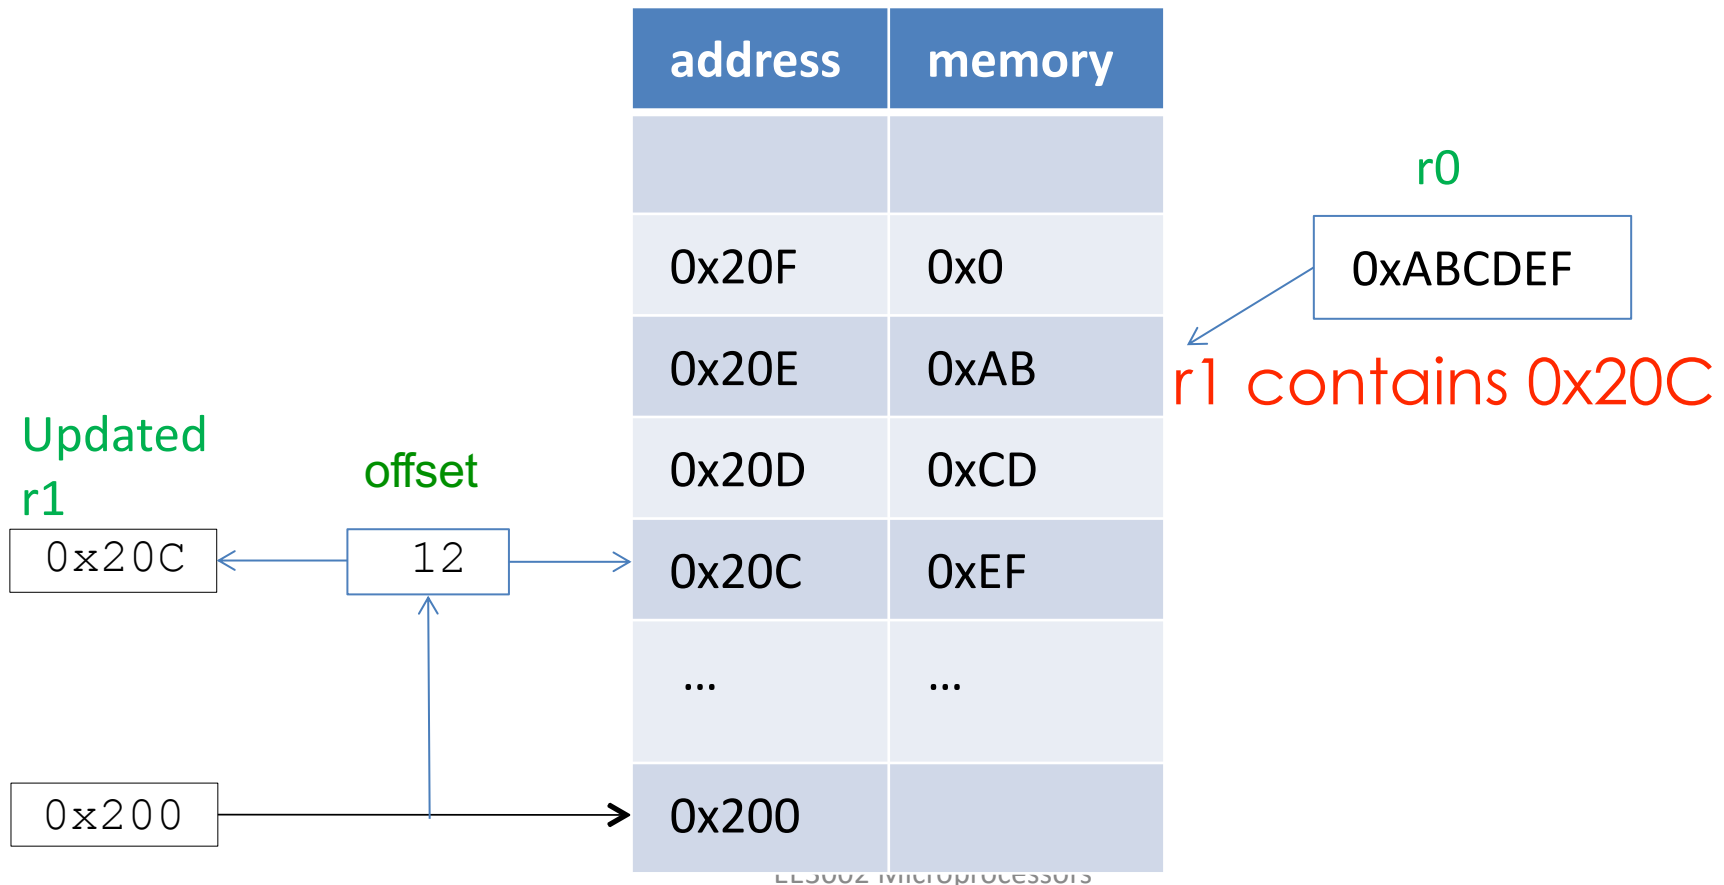 address memory
r0
0x20F 0x0
0xABCDEF
0x20E 0xAB
r1 contains 0x20C
Updated
r1
offset
0x20D 0xCD
0x20C
12
0x20C 0xEF
... ...
0x200
0x200
Microprocessors